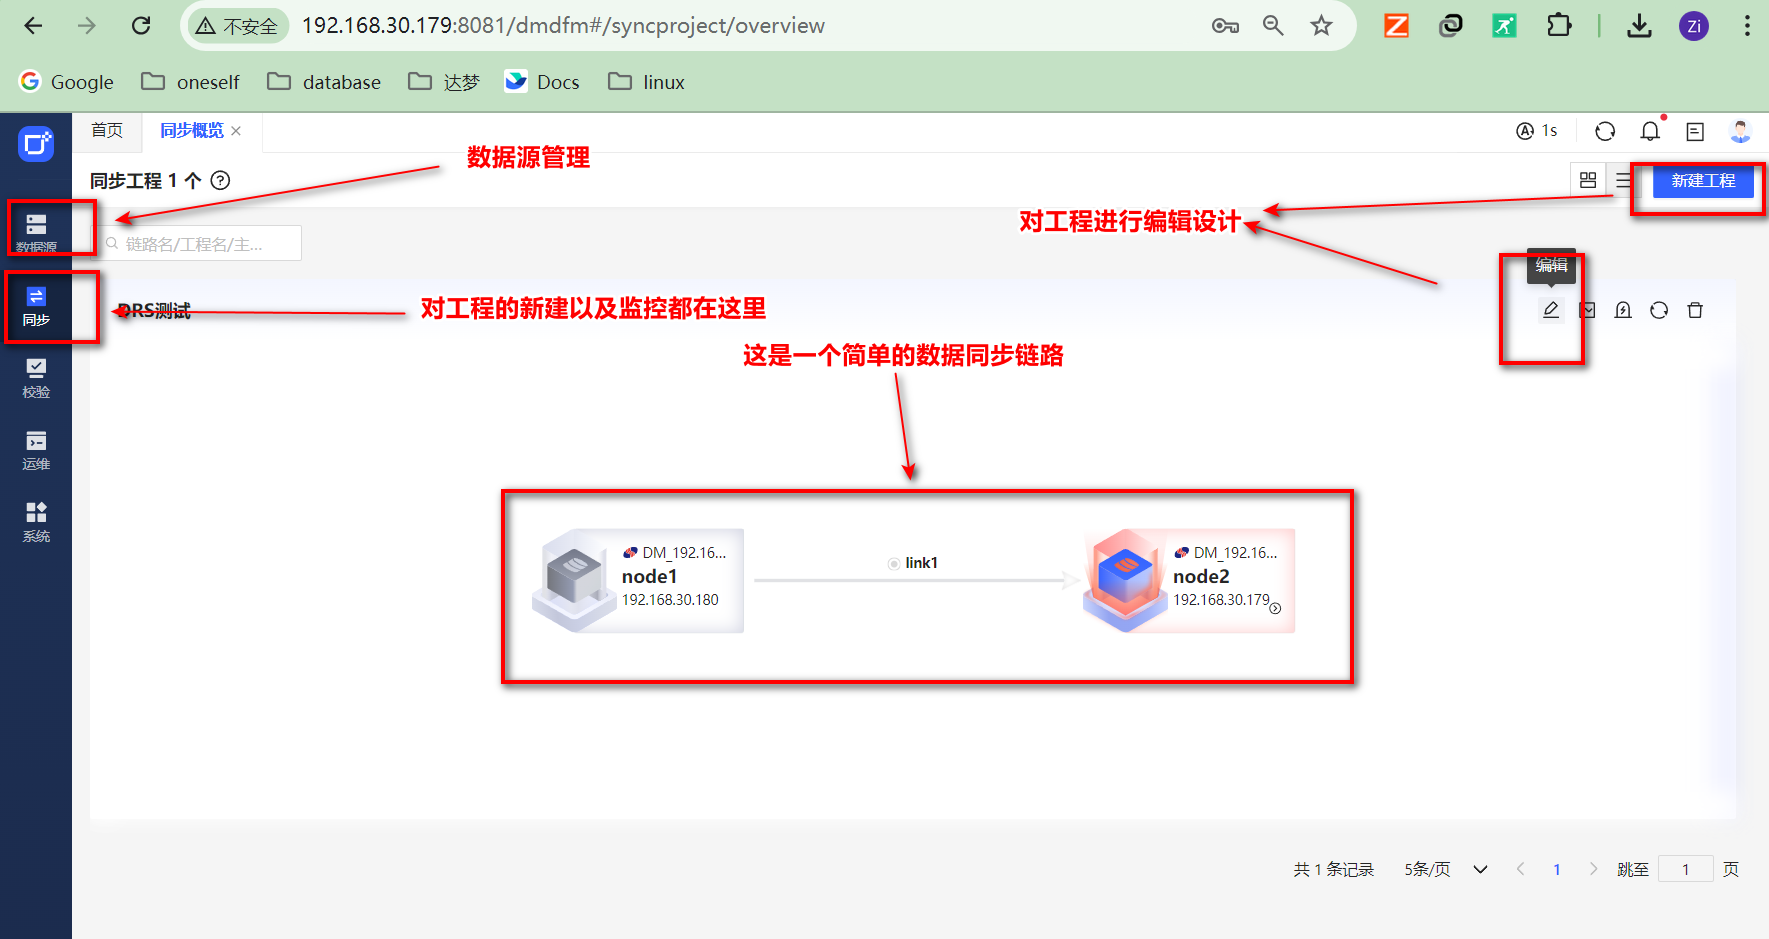 不安全
192.168.30.179:8081/dmdfm#/syncproject/overview
Zi
Google
oneself
database
达梦
Docs
linux
首页
同步概览
1s
数据源管理
同步工程 1 个
新建工程
对工程进行编辑设计
数据源
链路名/工程名/主...
编辑
同步
DRS测试
对工程的新建以及监控都在这里
这是一个简单的数据同步链路
校验
运维
系统
DM_192.16...
node1
192.168.30.180
link1
DM_192.16...
node2
192.168.30.179
共 1 条记录
5条/页
1
跳至
1
页